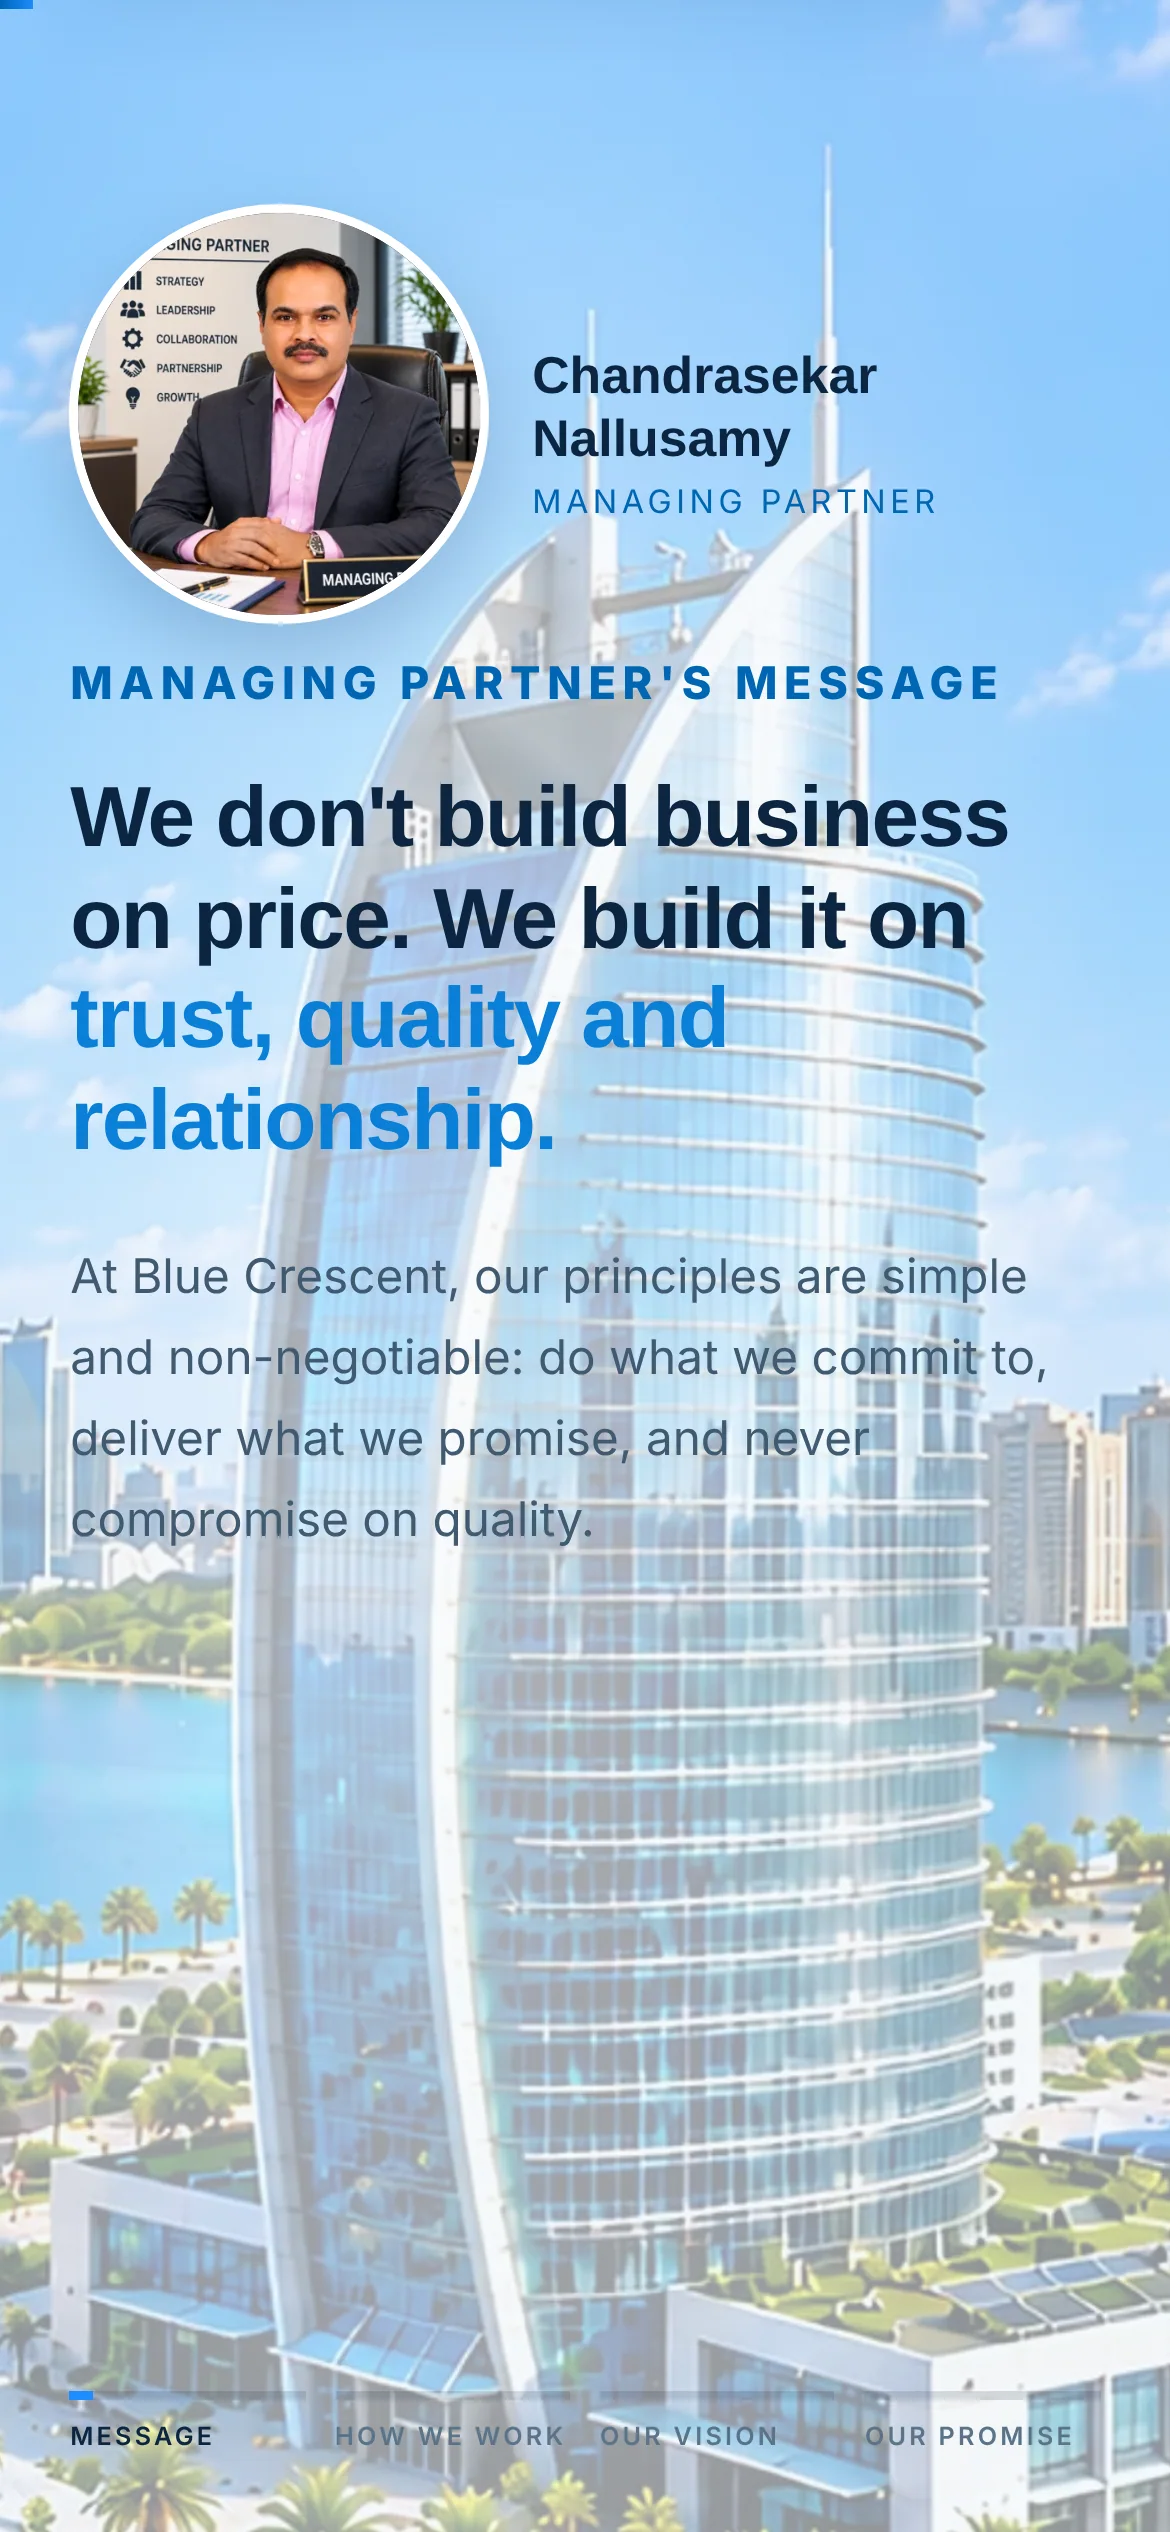 PARTNER
STRATEGY
LEADERSHIP
COLLABORATION
PARTNERSHIP
GROWTH
MANAGING
Chandrasekar
Nallusamy
MANAGING PARTNER
MANAGING PARTNER'S MESSAGE
We don't build business
on price. We build it on
trust, quality and
relationship.
At Blue Crescent, our principles are simple
and non-negotiable: do what we commit to,
deliver what we promise, and never
compromise on quality.
MESSAGE
HOW WE WORK
OUR VISION
OUR PROMISE